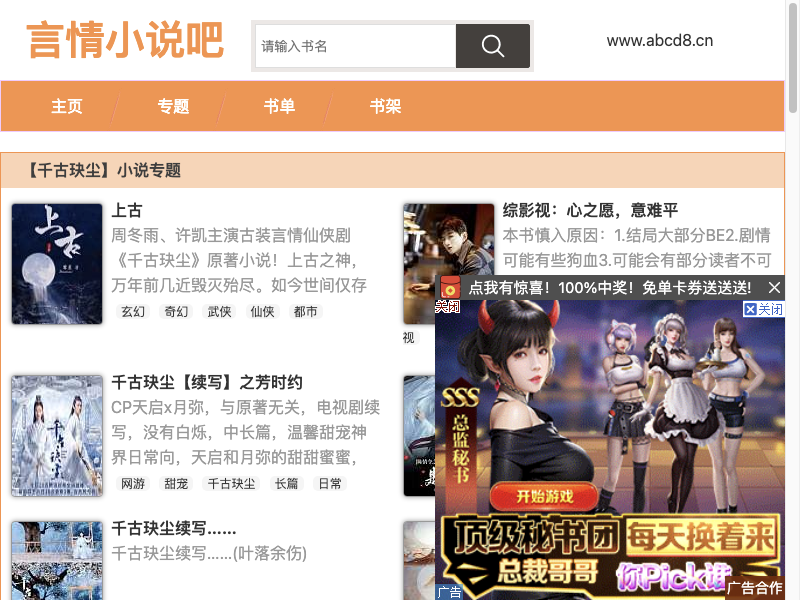 言情小说吧
请输入书名
www.abcd8.cn
主页
专题
书单
书架
【千古玦尘】小说专题
上古
周冬雨、许凯主演古装言情仙侠剧
《千古玦尘》原著小说！上古之神，
万年前几近毁灭殆尽。如今世间仅存
玄幻 奇幻 武侠 仙侠 都市
综影视：心之愿，意难平
本书慎入原因：1.结局大部分BE2.剧情
可能有些狗血3.可能会有部分读者不可
视
点我有惊喜！100%中奖！免单卡券送送送！
关闭
关闭
SSS
总监秘书
开始游戏
顶级秘书团 每天换着来
总裁哥哥 你Pick谁
广告
广告合作
千古玦尘【续写】之芳时约
CP天启x月弥，与原著无关，电视剧续
写，没有白烁，中长篇，温馨甜宠神
界日常向，天启和月弥的甜甜蜜蜜，
网游 甜宠 千古玦尘 长篇 日常
千古玦尘续写……
千古玦尘续写……(叶落余伤)
上古